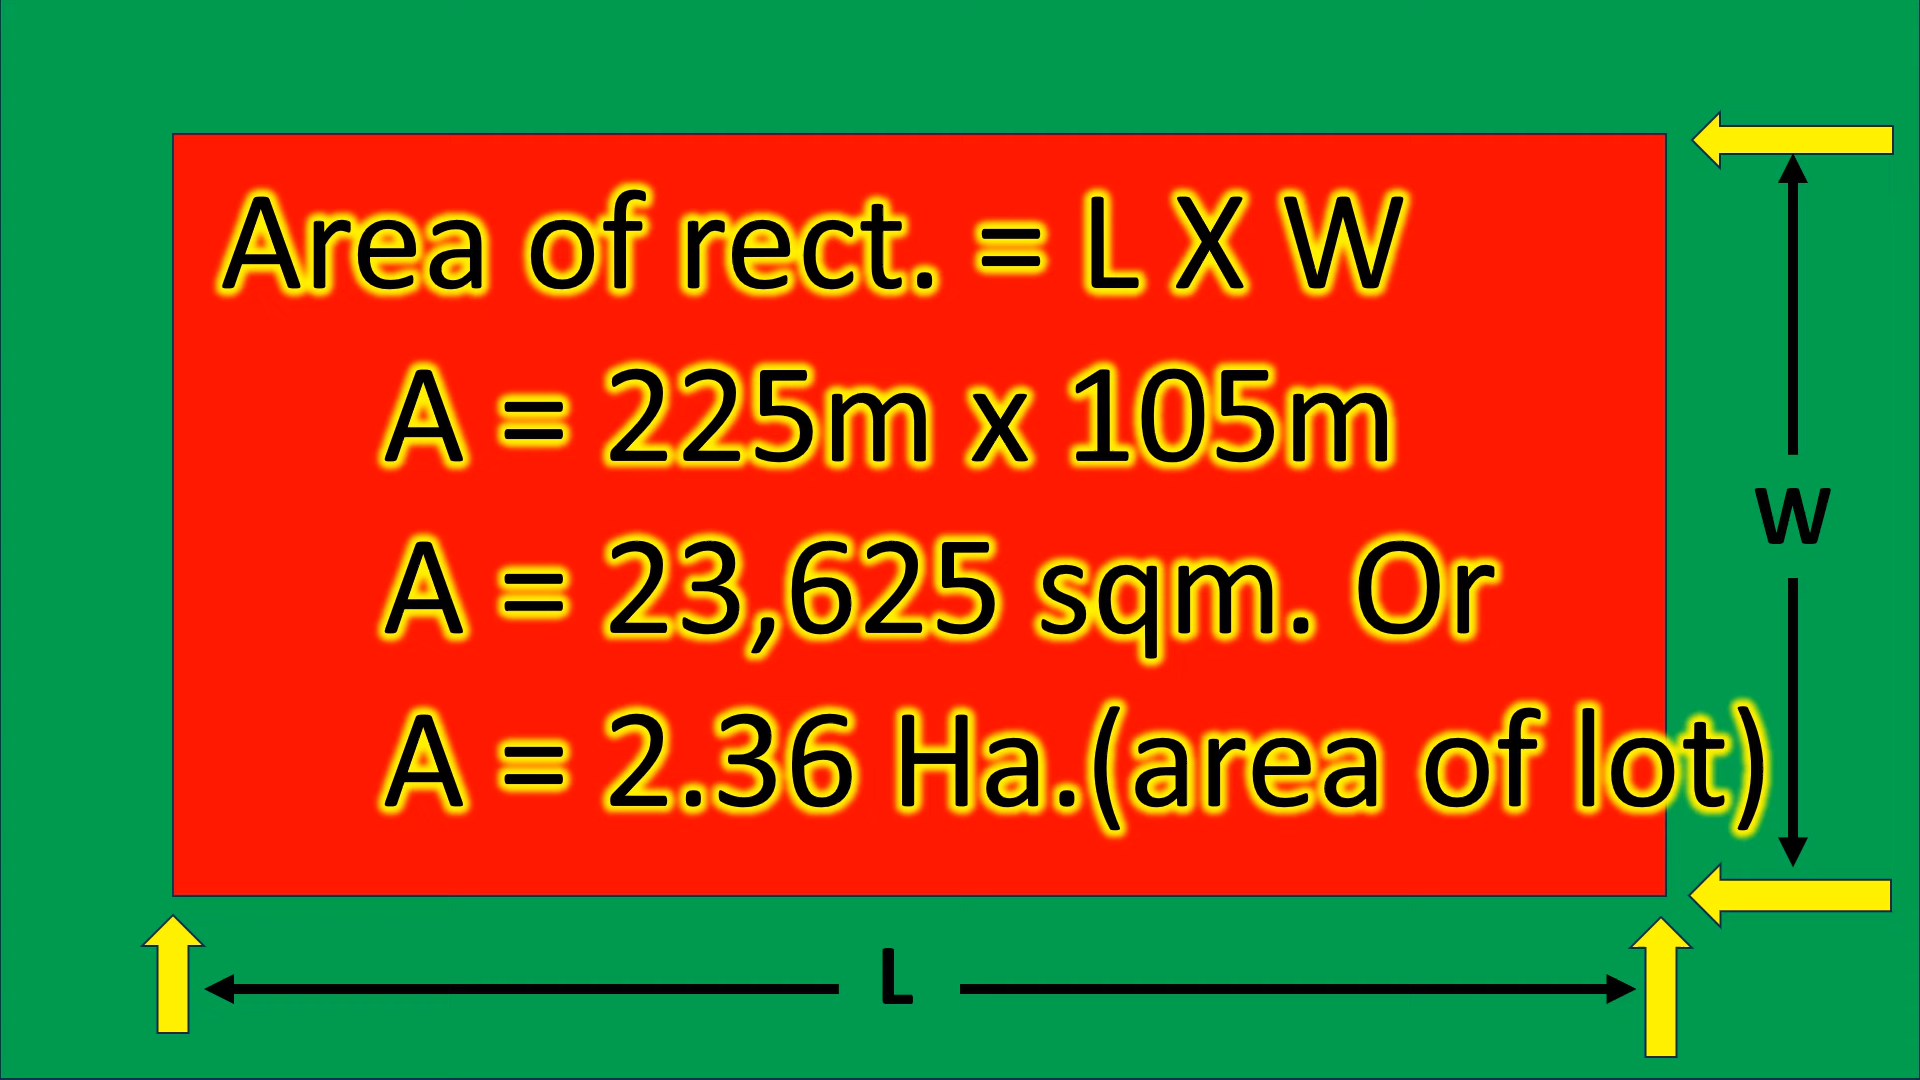 Area of rect. = L X W
A = 225m x 105m
A = 23,625 sqm. Or
A = 2.36 Ha.(area of lot)
W
L